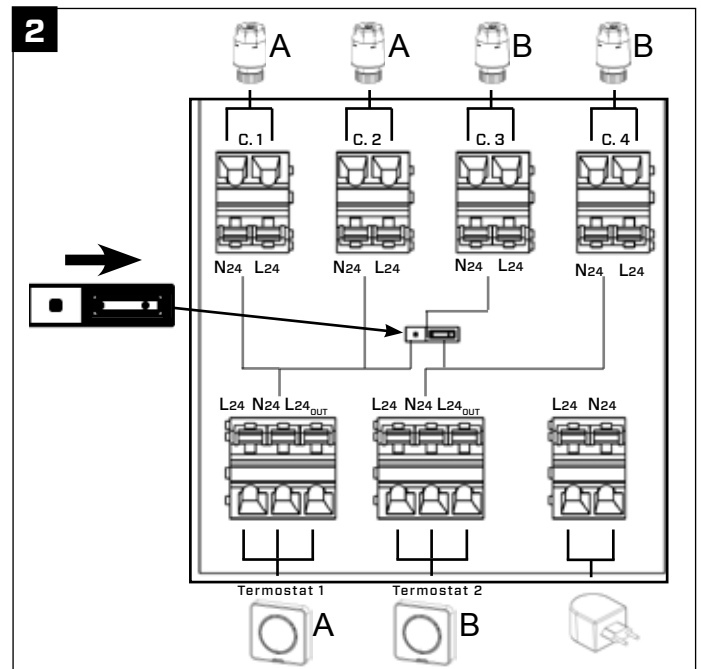 2
A A B B
C. 1 C. 2 C. 3 C. 4
N24 L24 N24 L24 N24 L24 N24 L24
L24 N24 L24OUT L24 N24 L24OUT L24 N24
Termostat 1 Termostat 2
A B